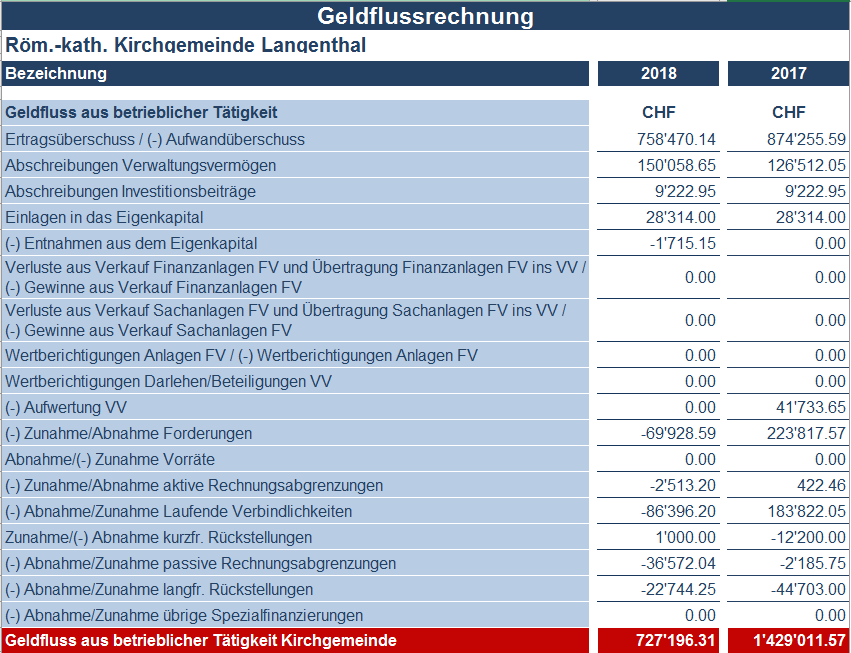 Geldflussrechnung
Röm.-kath. Kirchgemeinde Langenthal
Bezeichnung 2018 2017
Geldfluss aus betrieblicher Tätigkeit CHF CHF
Ertragsüberschuss / (-) Aufwandüberschuss 758'470.14 874'255.59
Abschreibungen Verwaltungsvermögen 150'058.65 126'512.05
Abschreibungen Investitionsbeiträge 9'222.95 9'222.95
Einlagen in das Eigenkapital 28'314.00 28'314.00
(-) Entnahmen aus dem Eigenkapital -1'715.15 0.00
Verluste aus Verkauf Finanzanlagen FV und Übertragung Finanzanlagen FV ins VV /
(-) Gewinne aus Verkauf Finanzanlagen FV 0.00 0.00
Verluste aus Verkauf Sachanlagen FV und Übertragung Sachanlagen FV ins VV /
(-) Gewinne aus Verkauf Sachanlagen FV 0.00 0.00
Wertberichtigungen Anlagen FV / (-) Wertberichtigungen Anlagen FV 0.00 0.00
Wertberichtigungen Darlehen/Beteiligungen VV 0.00 0.00
(-) Aufwertung VV 0.00 41'733.65
(-) Zunahme/Abnahme Forderungen -69'928.59 223'817.57
Abnahme/(-) Zunahme Vorräte 0.00 0.00
(-) Zunahme/Abnahme aktive Rechnungsabgrenzungen -2'513.20 422.46
(-) Abnahme/Zunahme Laufende Verbindlichkeiten -86'396.20 183'822.05
Zunahme/(-) Abnahme kurzfr. Rückstellungen 1'000.00 -12'200.00
(-) Abnahme/Zunahme passive Rechnungsabgrenzungen -36'572.04 -2'185.75
(-) Abnahme/Zunahme langfr. Rückstellungen -22'744.25 -44'703.00
(-) Abnahme/Zunahme übrige Spezialfinanzierungen 0.00 0.00
Geldfluss aus betrieblicher Tätigkeit Kirchgemeinde 727'196.31 1'429'011.57